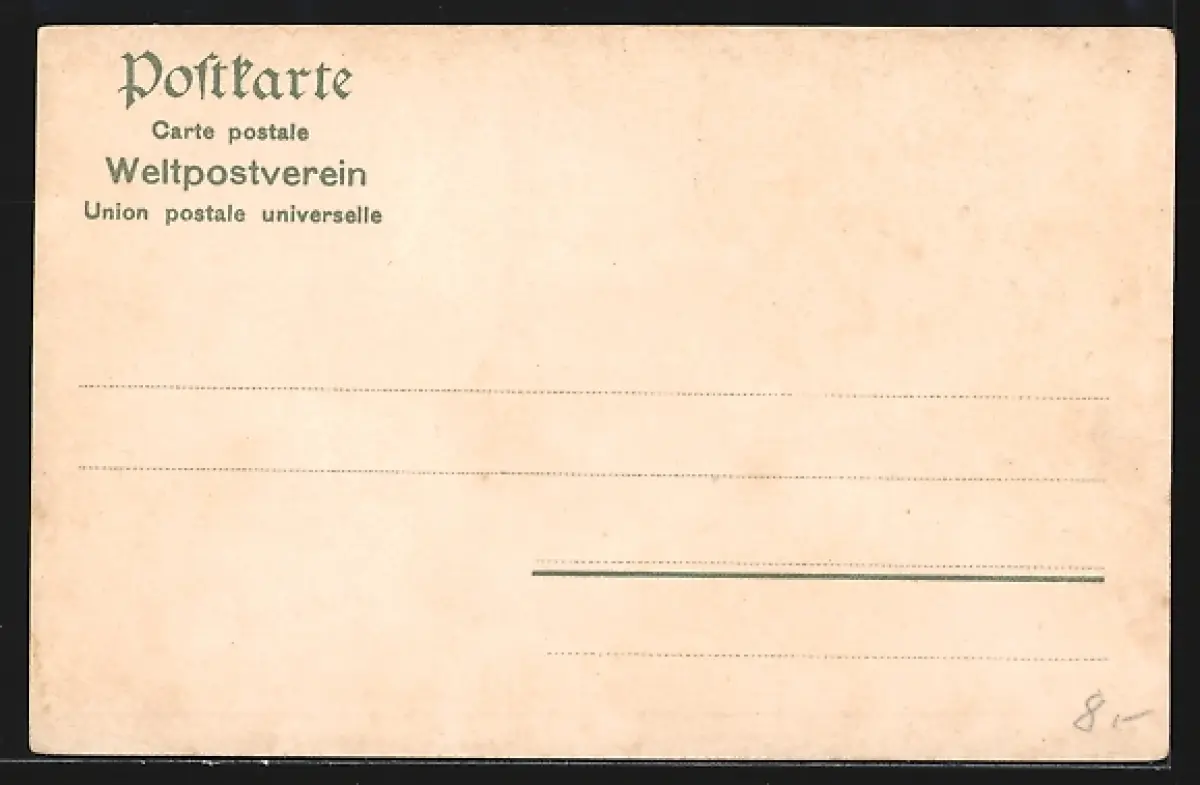 Poſtkarte
Carte postale
Weltpostverein
Union postale universelle
8.-